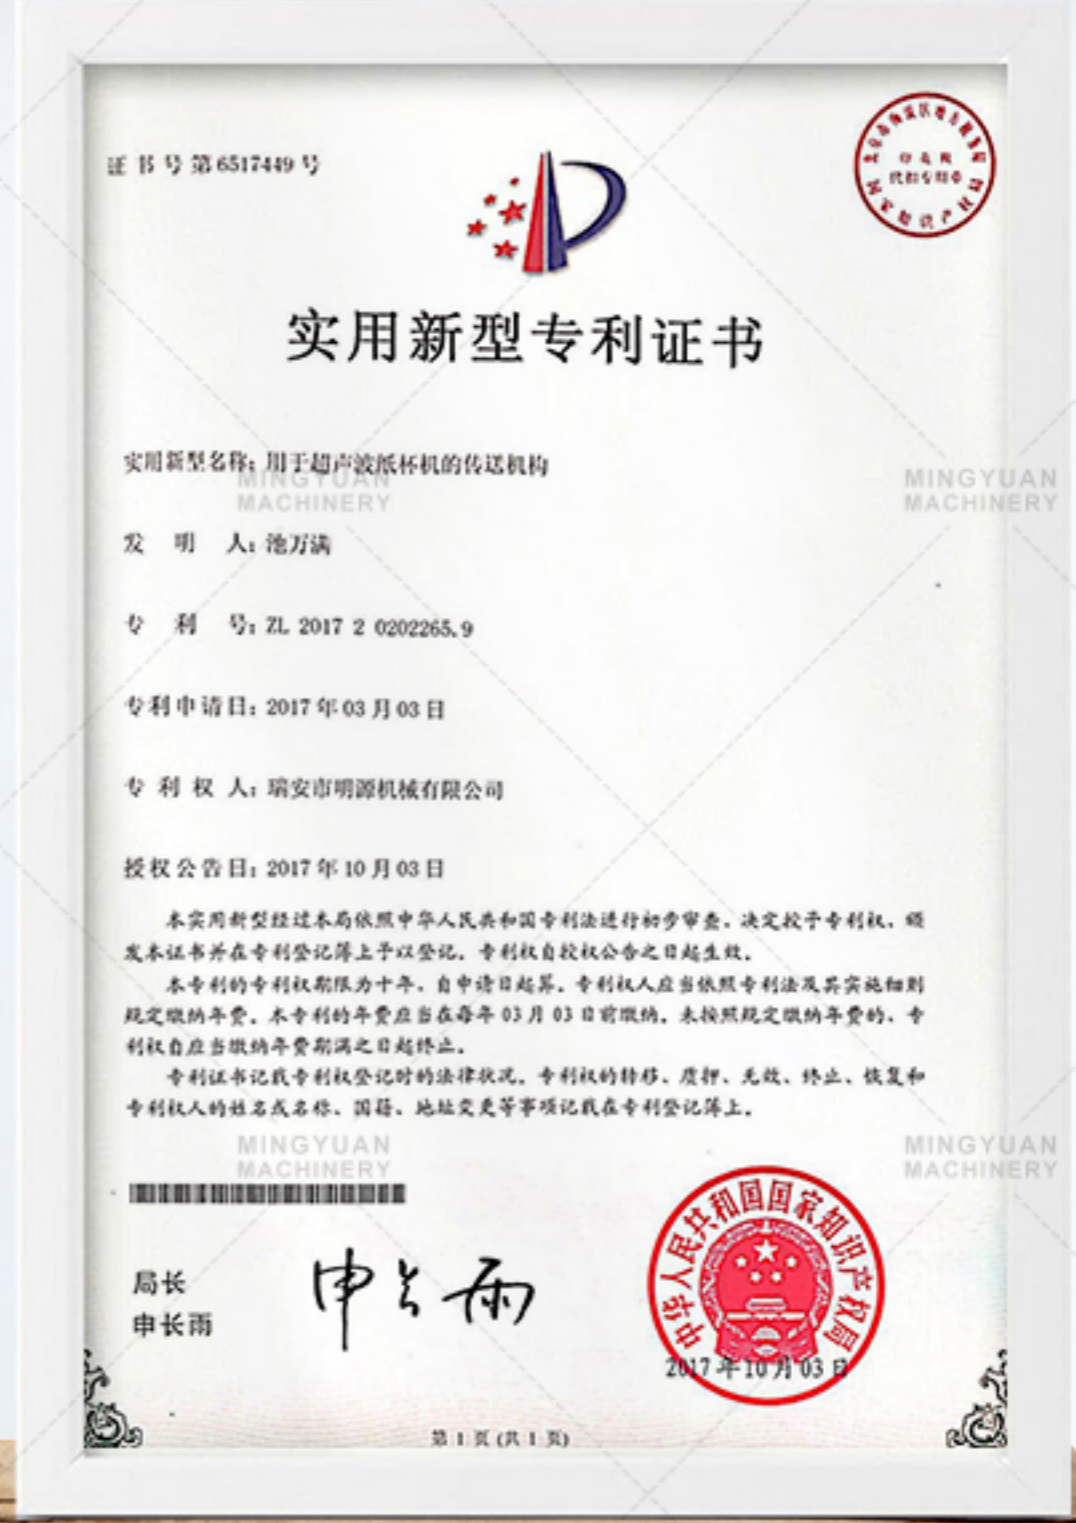 证书号第6517449号
实用新型专利证书
实用新型名称：用于超声波纸杯机的传送机构
MINGYUAN MACHINERY
MINGYUAN MACHINERY
发明人：池万满
专利号：ZL 2017 2 0202265.9
专利申请日：2017年03月03日
专利权人：瑞安市明源机械有限公司
授权公告日：2017年10月03日
本实用新型经过本局依照中华人民共和国专利法进行初步审查，决定授予专利权，颁
发本证书并在专利登记簿上予以登记。专利权自授权公告之日起生效。
本专利的专利权期限为十年，自申请日起算。专利权人应当依照专利法及其实施细则
规定缴纳年费。本专利的年费应当在每年03月03日前缴纳。未按照规定缴纳年费的，专
利权自应当缴纳年费期满之日起终止。
专利证书记载专利权登记时的法律状况。专利权的转移、质押、无效、终止、恢复和
专利权人的姓名或名称、国籍、地址变更等事项记载在专利登记簿上。
MINGYUAN MACHINERY
MINGYUAN MACHINERY
局长
申长雨
申长雨
中华人民共和国国家知识产权局
2017年10月03日
第1页(共1页)